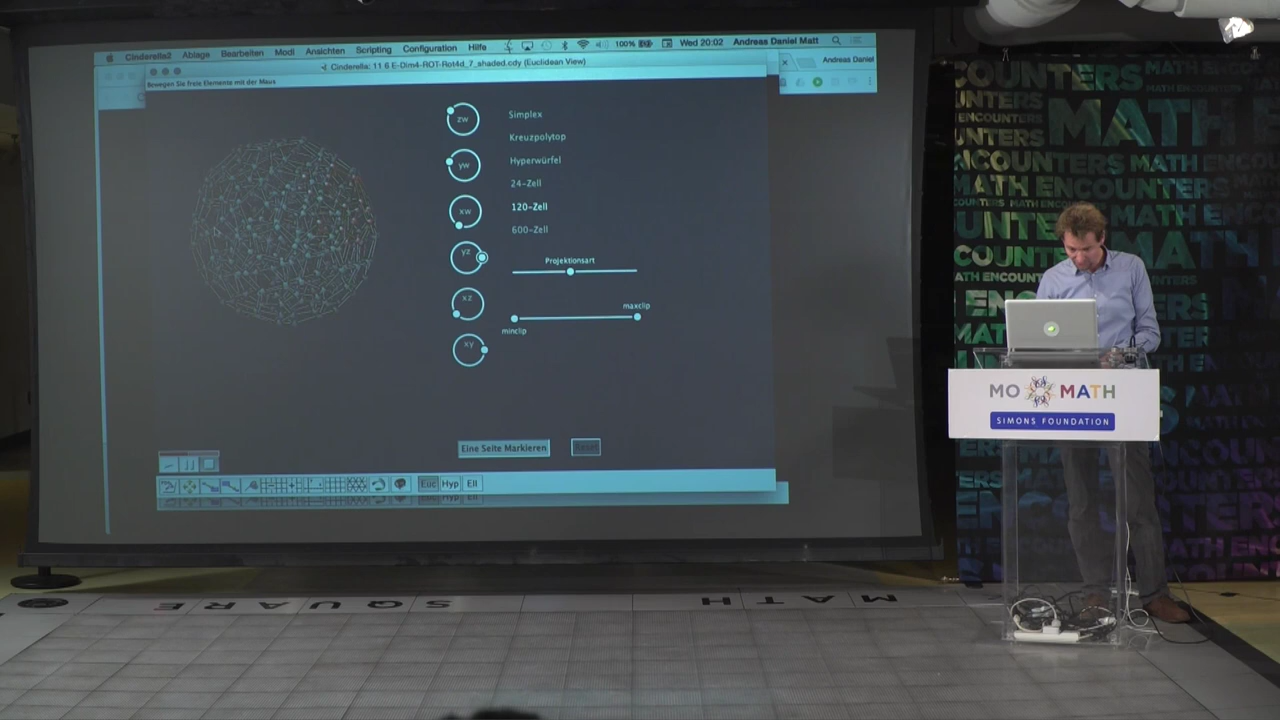 Cinderella2 Ablage Bearbeiten Modi Ansichten Scripting Configuration Hilfe 100% Wed 20:02 Andreas Daniel Matt
Cinderella: 11 6 E-Dim4-ROT-Rot4d_7_shaded.cdy (Euclidean View)
Andreas Daniel
Bewegen Sie freie Elemente mit der Maus
zw
yw
xw
yz
xz
xy
Simplex
Kreuzpolytop
Hyperwürfel
24-Zell
120-Zell
600-Zell
Projektionsart
maxclip
minclip
Eine Seite Markieren
Reset
Euc Hyp Ell
MATH ENCOUNTERS
MO MATH
SIMONS FOUNDATION
MATH SQUARE